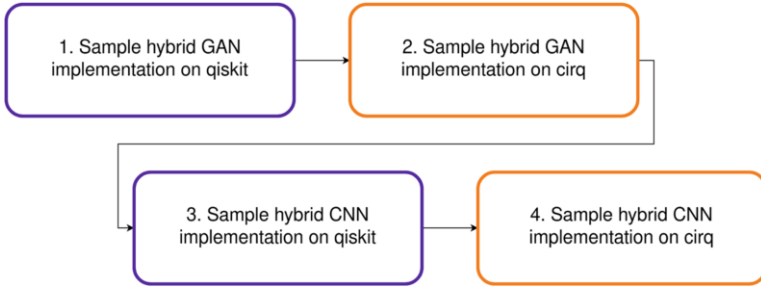 1. Sample hybrid GAN
implementation on qiskit
2. Sample hybrid GAN
implementation on cirq
3. Sample hybrid CNN
implementation on qiskit
4. Sample hybrid CNN
implementation on cirq